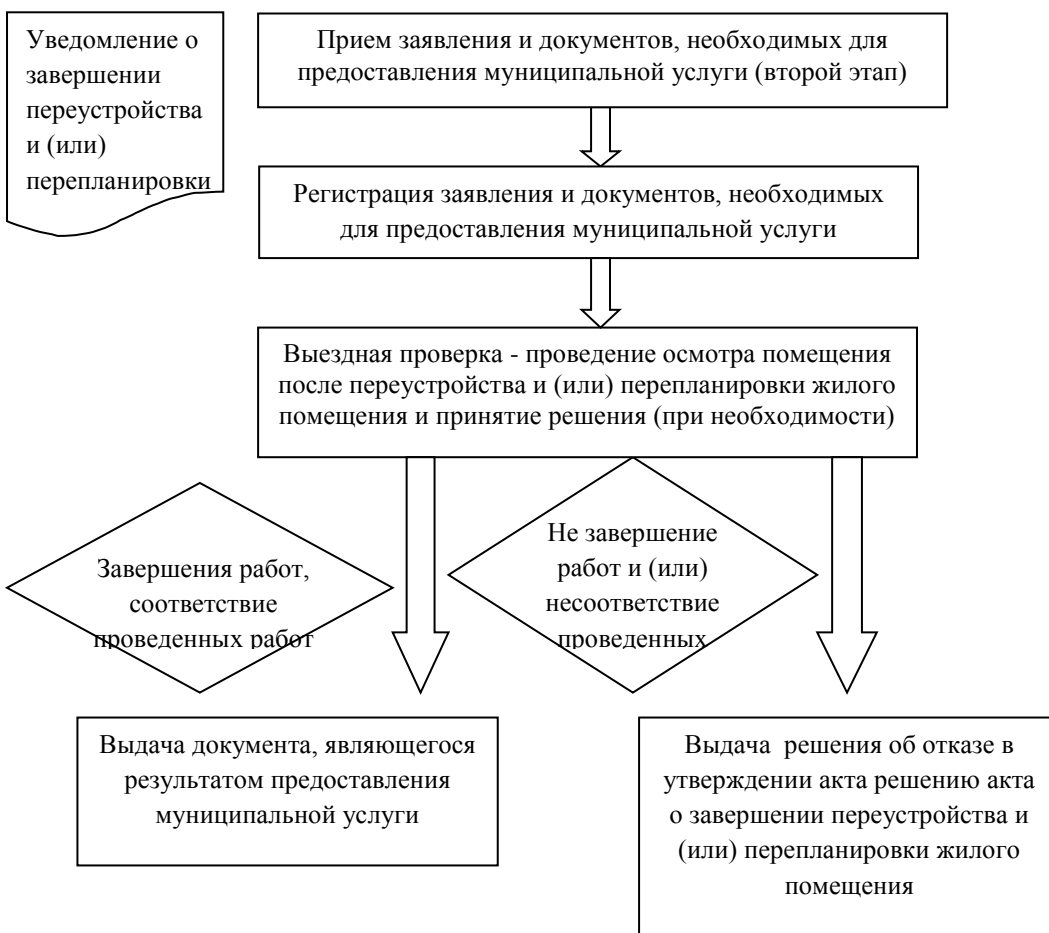 Уведомление о
завершении
переустройства
и (или)
перепланировки
Прием заявления и документов, необходимых для
предоставления муниципальной услуги (второй этап)
Регистрация заявления и документов, необходимых
для предоставления муниципальной услуги
Выездная проверка - проведение осмотра помещения
после переустройства и (или) перепланировки жилого
помещения и принятие решения (при необходимости)
Завершения работ,
соответствие
проведенных работ
Не завершение
работ и (или)
несоответствие
проведенных
Выдача документа, являющегося
результатом предоставления
муниципальной услуги
Выдача решения об отказе в
утверждении акта решению акта
о завершении переустройства и
(или) перепланировки жилого
помещения